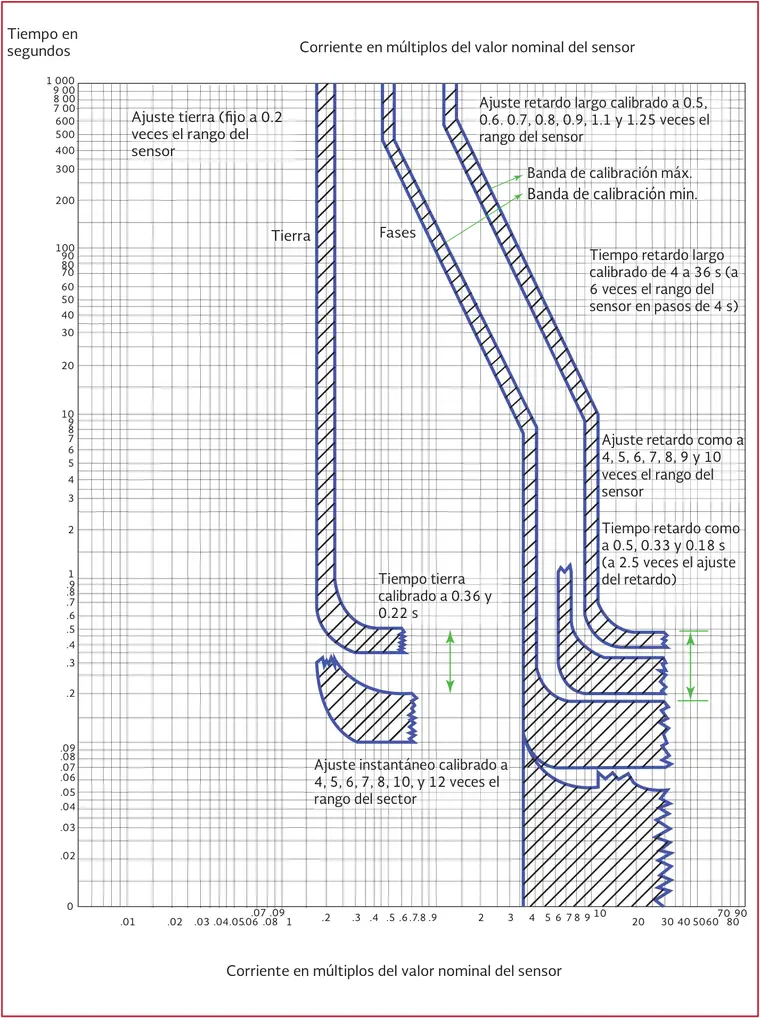 Tiempo en
segundos
Corriente en múltiplos del valor nominal del sensor
1 000
9 00
8 00
7 00
600
500
400
300
200
100
90
80
70
60
50
40
30
20
10
9
8
7
6
5
4
3
2
1
.9
.8
.7
.6
.5
.4
.3
.2
.09
.08
.07
.06
.05
.04
.03
.02
0
Ajuste tierra (fijo a 0.2
veces el rango del
sensor
Ajuste retardo largo calibrado a 0.5,
0.6. 0.7, 0.8, 0.9, 1.1 y 1.25 veces el
rango del sensor
Banda de calibración máx.
Banda de calibración min.
Tierra
Fases
Tiempo retardo largo
calibrado de 4 a 36 s (a
6 veces el rango del
sensor en pasos de 4 s)
Ajuste retardo como a
4, 5, 6, 7, 8, 9 y 10
veces el rango del
sensor
Tiempo retardo como
a 0.5, 0.33 y 0.18 s
(a 2.5 veces el ajuste
del retardo)
Tiempo tierra
calibrado a 0.36 y
0.22 s
Ajuste instantáneo calibrado a
4, 5, 6, 7, 8, 10, y 12 veces el
rango del sector
.07 .09 10 70 90
.01 .02 .03 .04 .05 06 .08 1 .2 .3 .4 .5 .6 .7 .8 .9 2 3 4 5 6 7 8 9 20 30 40 50 60 80
Corriente en múltiplos del valor nominal del sensor